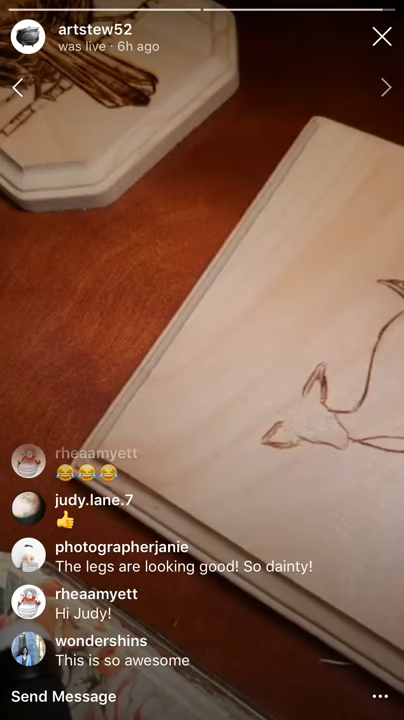 artstew52
was live · 6h ago
rheaamyett
😂😂😂
judy.lane.7
👍
photographerjanie
The legs are looking good! So dainty!
rheaamyett
Hi Judy!
wondershins
This is so awesome
Send Message